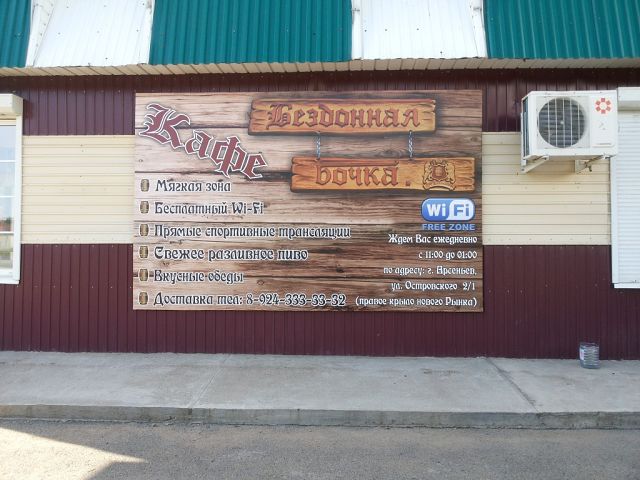 Кафе
Бездонная
бочка.
Мягкая зона
Бесплатный Wi-Fi
Прямые спортивные трансляции
Свежее разливное пиво
Вкусные обеды
Доставка тел: 8-924-333-33-32
WiFi
FREE ZONE
Ждем Вас ежедневно
с 11:00 до 01:00
по адресу: г. Арсеньев,
ул. Островского 2/1
(правое крыло нового Рынка)